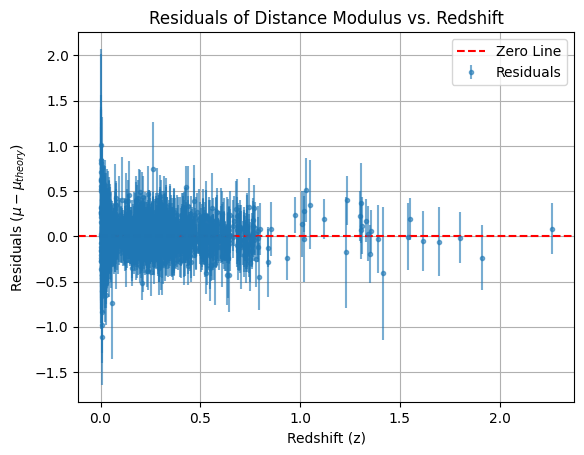 Residuals of Distance Modulus vs. Redshift
Residuals (μ − μ_theory)
2.0
1.5
1.0
0.5
0.0
−0.5
−1.0
−1.5
Zero Line
Residuals
0.0 0.5 1.0 1.5 2.0
Redshift (z)